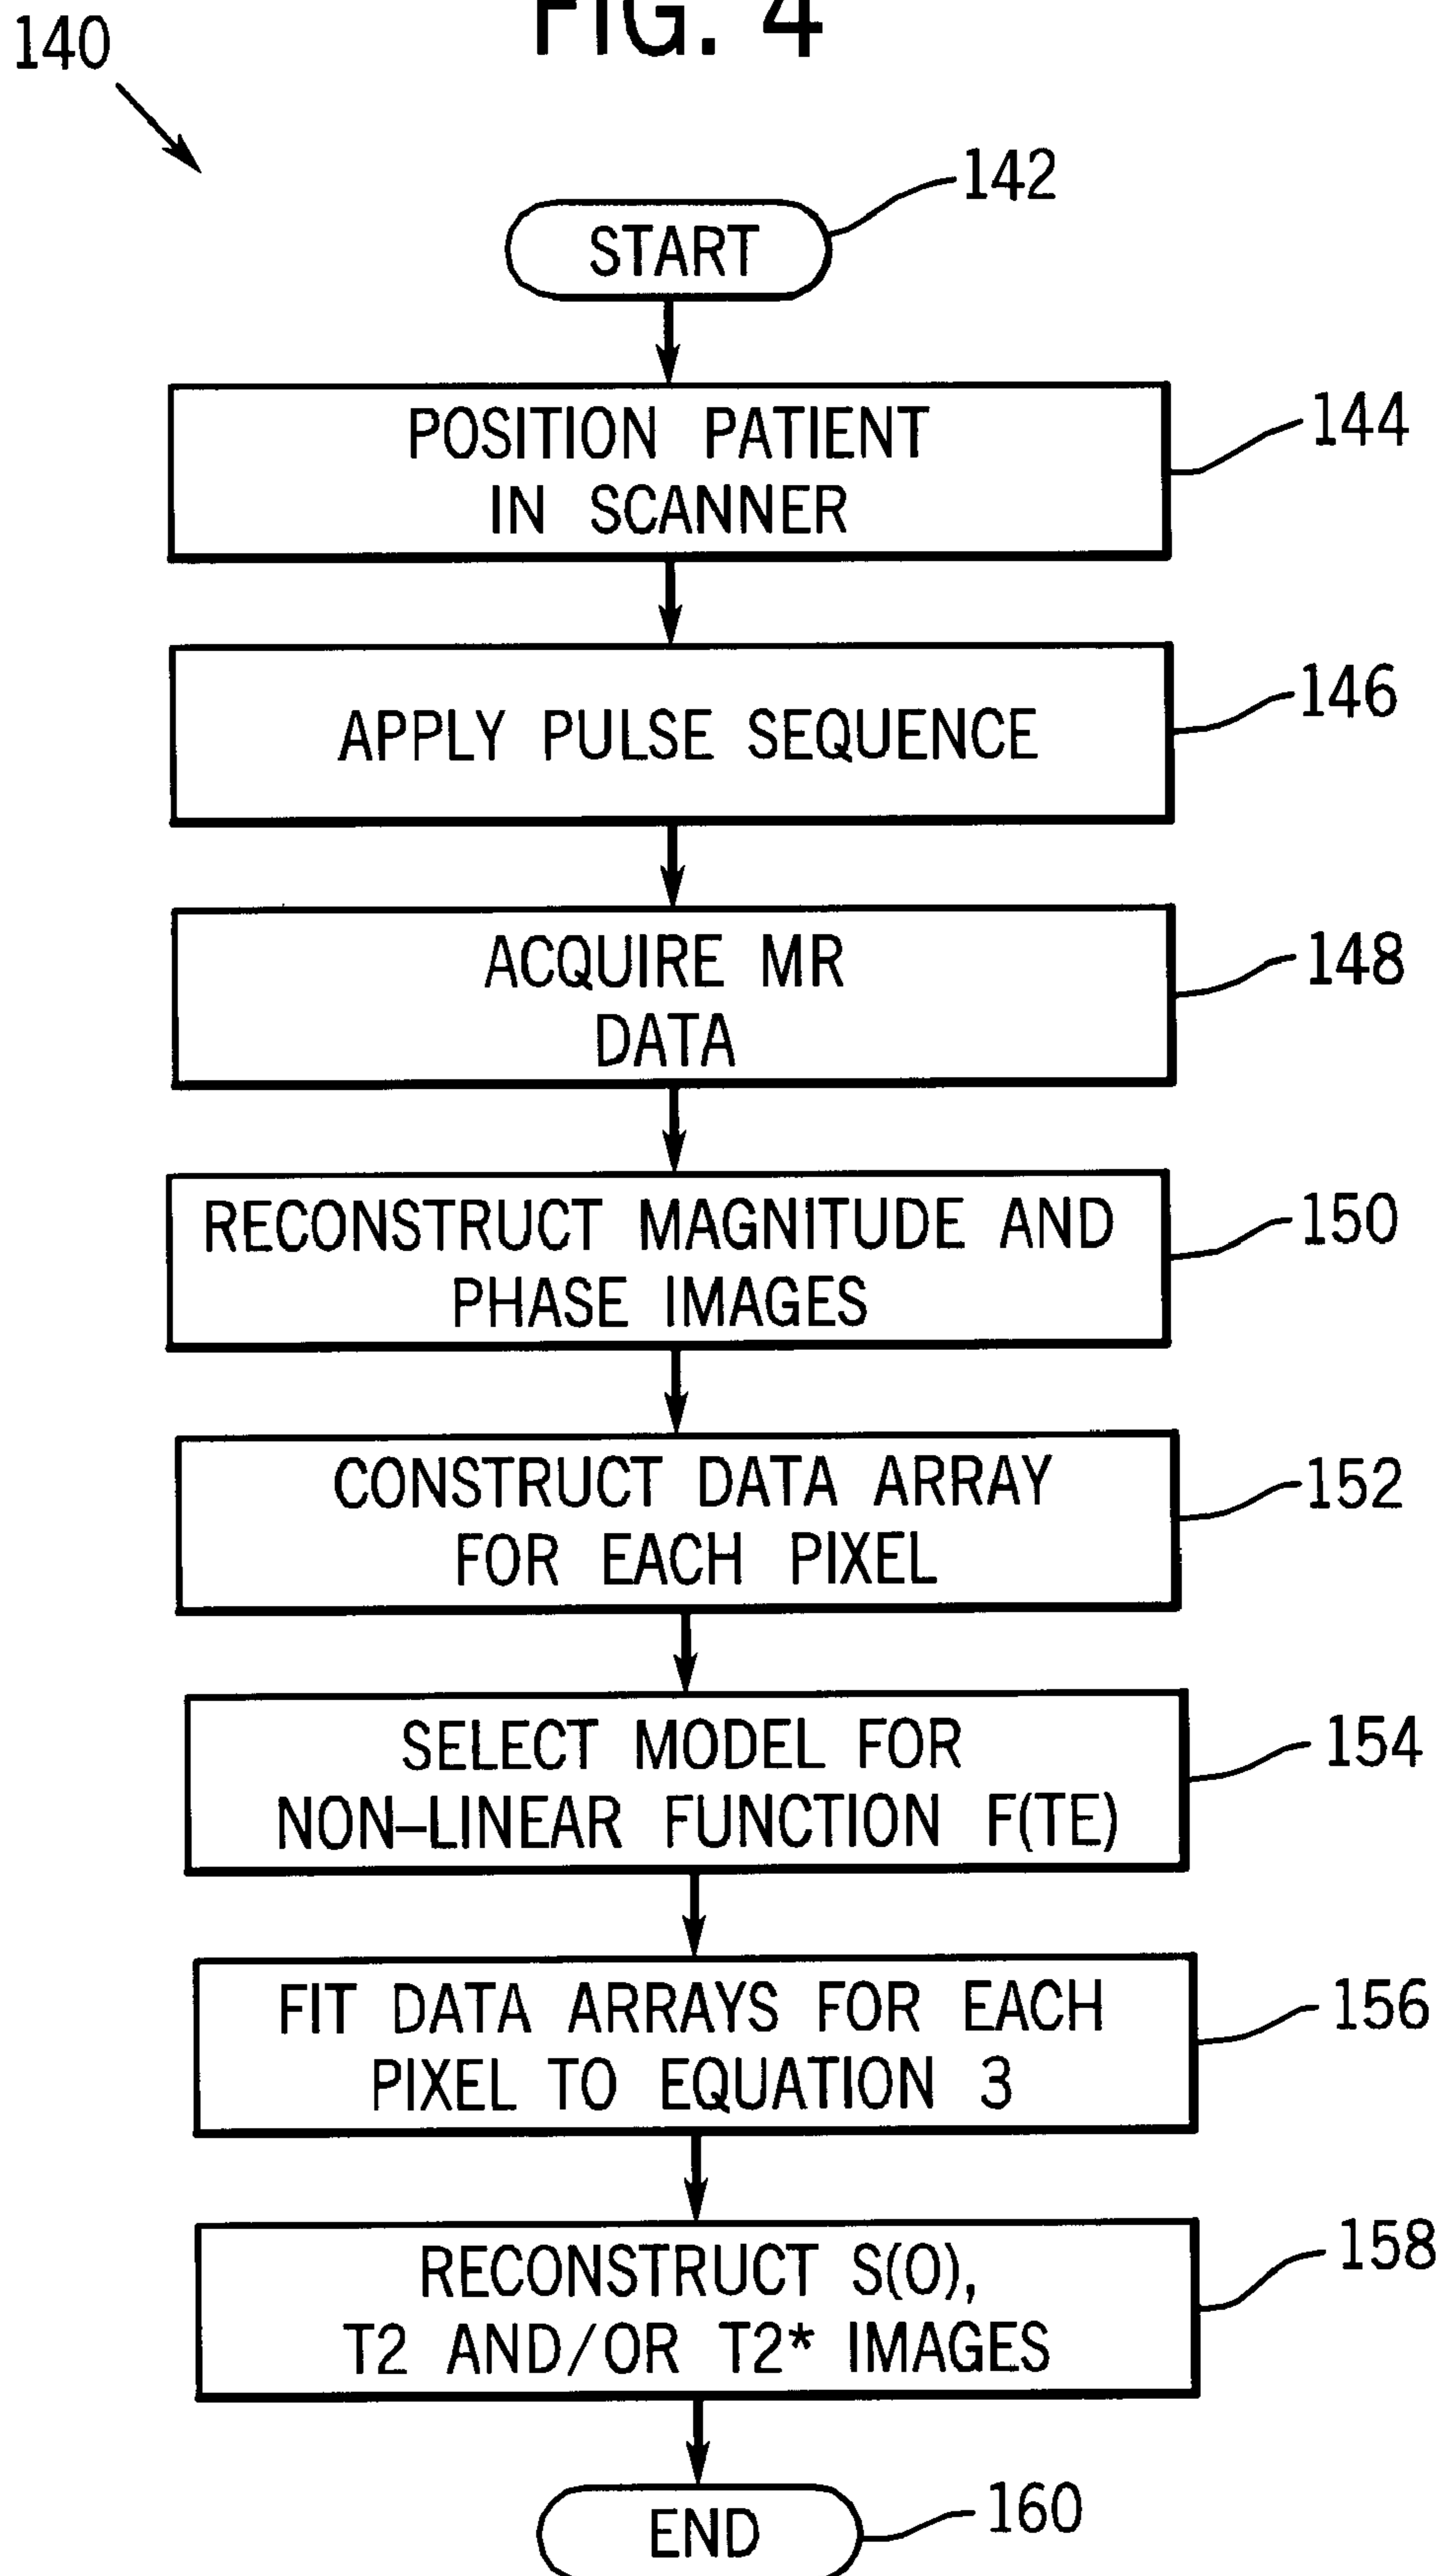 FIG. 4
140
START
142
POSITION PATIENT
IN SCANNER
144
APPLY PULSE SEQUENCE
146
ACQUIRE MR
DATA
148
RECONSTRUCT MAGNITUDE AND
PHASE IMAGES
150
CONSTRUCT DATA ARRAY
FOR EACH PIXEL
152
SELECT MODEL FOR
NON–LINEAR FUNCTION F(TE)
154
FIT DATA ARRAYS FOR EACH
PIXEL TO EQUATION 3
156
RECONSTRUCT S(O),
T2 AND/OR T2* IMAGES
158
END
160